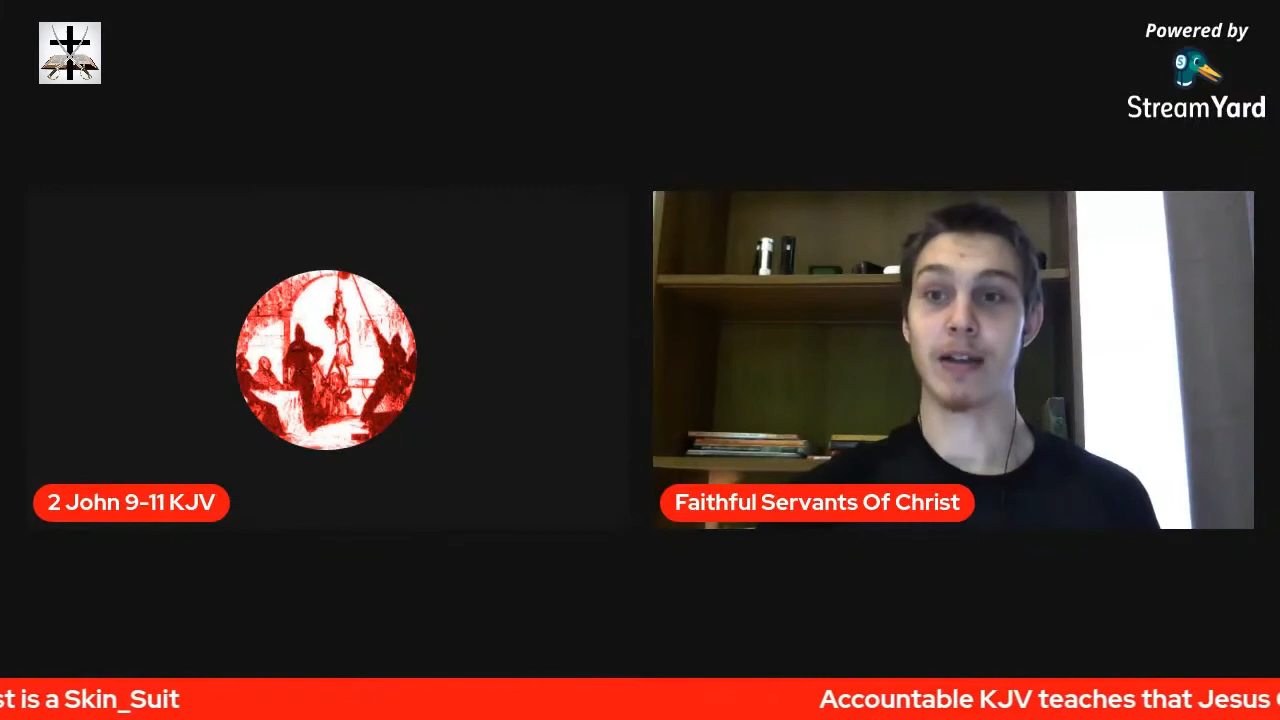 Powered by
StreamYard
2 John 9-11 KJV
Faithful Servants Of Christ
st is a Skin_Suit
Accountable KJV teaches that Jesus